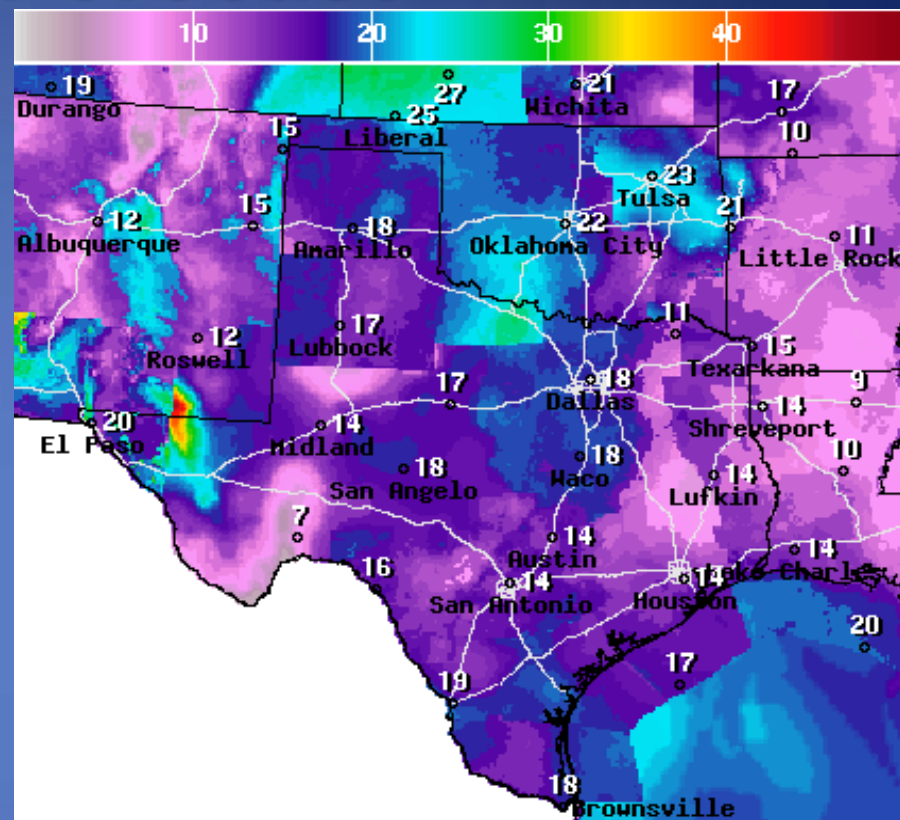 10 20 30 40
19 27 21 17
Durango 25 Wichita
Liberal
15 10
23
Tulsa
12 15 18 22 21 11
Albuquerque Amarillo Oklahoma City Little Rock
12 17 11 15
Roswell Lubbock Texarkana
17 18 14 9
Dallas
20 14 Shreveport
El Paso Midland
18 18 14 10
San Angelo Waco Lufkin
7 14 14
Austin
16 14 14 Lake Charles
San Antonio Houston
20
19 17
18
Brownsville